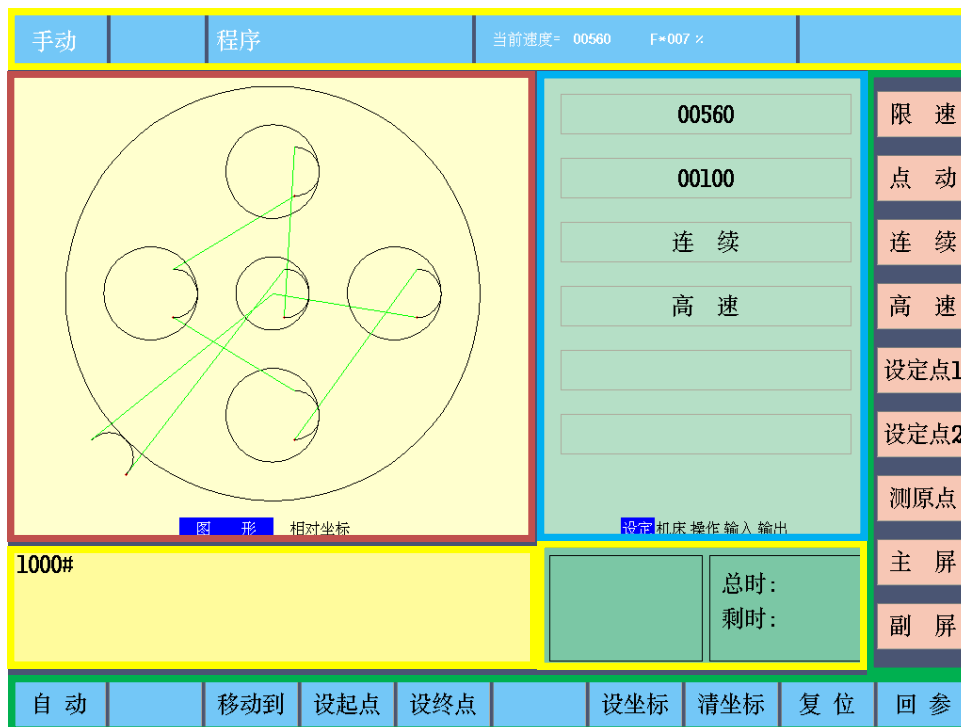 手动 程序 当前速度= 00560 F*007 %
00560
00100
连 续
高 速
图 形 相对坐标
设定 机床 操作 输入 输出
限 速
点 动
连 续
高 速
设定点1
设定点2
测原点
主 屏
副 屏
1000#
总时:
剩时:
自 动 移动到 设起点 设终点 设坐标 清坐标 复 位 回 参